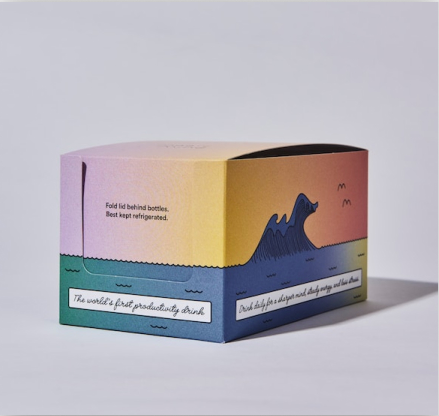 Fold lid behind bottles.
Best kept refrigerated.
The world's first productivity drink
Drink daily for a sharper mind, steady energy, and less stress.